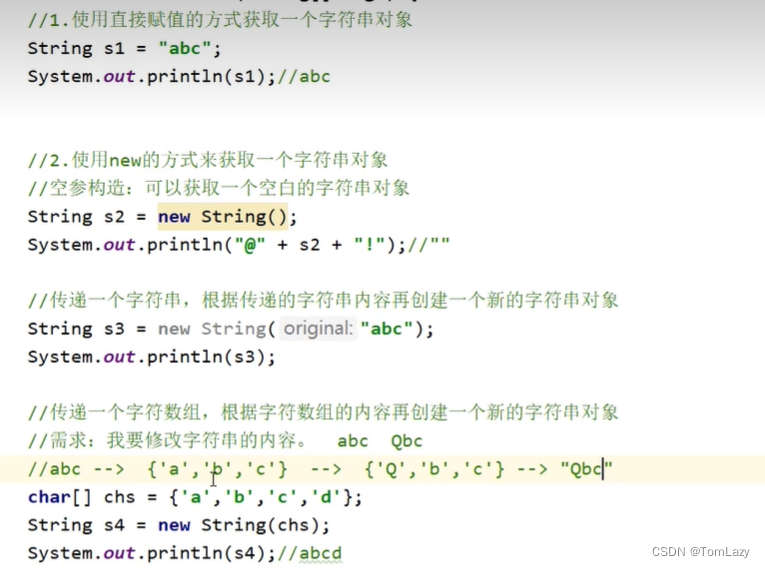 //1.使用直接赋值的方式获取一个字符串对象
String s1 = "abc";
System.out.println(s1);//abc
//2.使用new的方式来获取一个字符串对象
//空参构造：可以获取一个空白的字符串对象
String s2 = new String();
System.out.println("@" + s2 + "!");//""
//传递一个字符串，根据传递的字符串内容再创建一个新的字符串对象
String s3 = new String( original: "abc");
System.out.println(s3);
//传递一个字符数组，根据字符数组的内容再创建一个新的字符串对象
//需求：我要修改字符串的内容。 abc Qbc
//abc --> {'a','b','c'} --> {'Q','b','c'} --> "Qbc"
char[] chs = {'a','b','c','d'};
String s4 = new String(chs);
System.out.println(s4);//abcd
CSDN @TomLazy